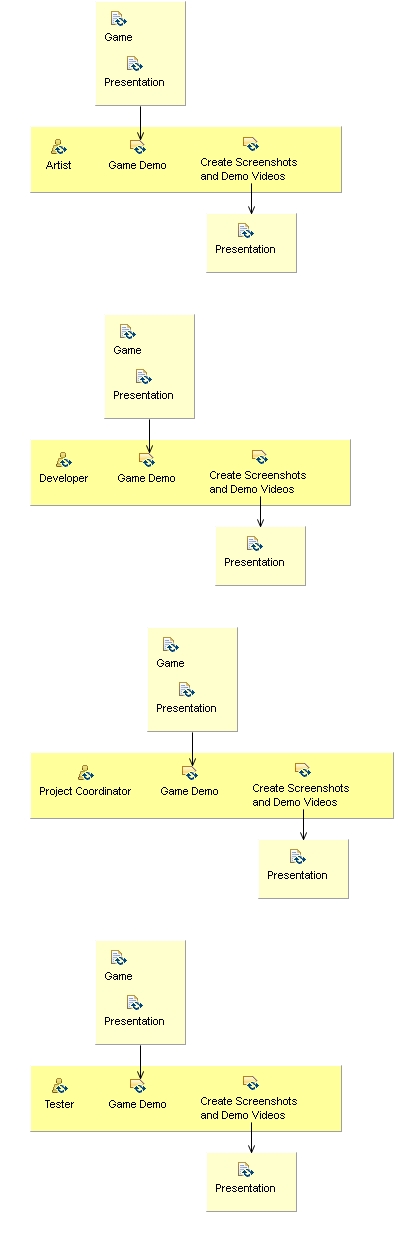 Game
Presentation
Artist
Game Demo
Create Screenshots
and Demo Videos
Presentation
Game
Presentation
Developer
Game Demo
Create Screenshots
and Demo Videos
Presentation
Game
Presentation
Project Coordinator
Game Demo
Create Screenshots
and Demo Videos
Presentation
Game
Presentation
Tester
Game Demo
Create Screenshots
and Demo Videos
Presentation